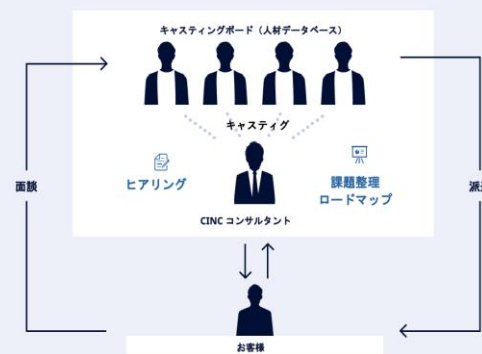 キャスティングボード（人材データベース）
キャスティング
ヒアリング
課題整理
ロードマップ
CINC コンサルタント
面談
お客様